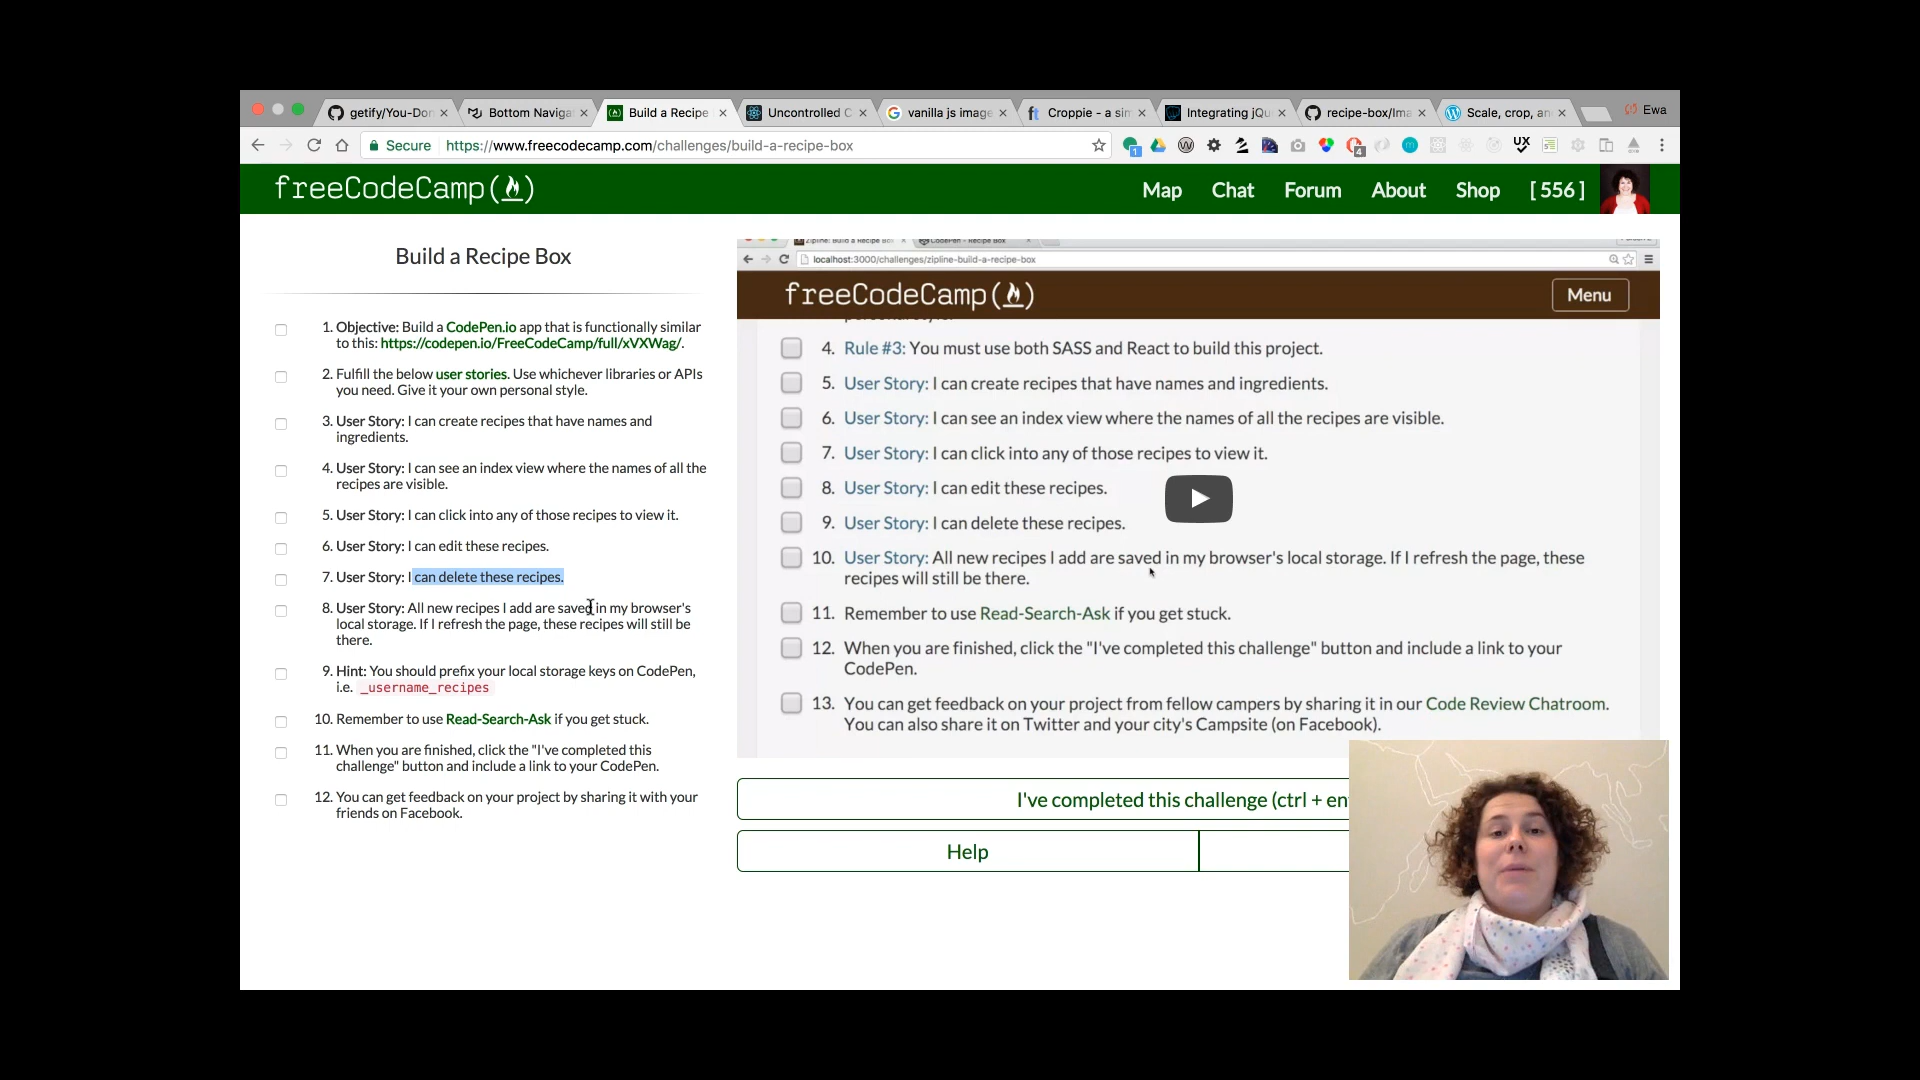 getify/You-Don
Bottom Naviga
Build a Recipe
Uncontrolled C
vanilla js image
Croppie - a sim
Integrating jQu
recipe-box/Ima
Scale, crop, an
Ewa
Secure
https://www.freecodecamp.com/challenges/build-a-recipe-box
1
4
UX
freeCodeCamp
Map
Chat
Forum
About
Shop
[ 556 ]
Build a Recipe Box
1. Objective: Build a CodePen.io app that is functionally similar
to this: https://codepen.io/FreeCodeCamp/full/xVXWag/.
2. Fulfill the below user stories. Use whichever libraries or APIs
you need. Give it your own personal style.
3. User Story: I can create recipes that have names and
ingredients.
4. User Story: I can see an index view where the names of all the
recipes are visible.
5. User Story: I can click into any of those recipes to view it.
6. User Story: I can edit these recipes.
7. User Story: I can delete these recipes.
8. User Story: All new recipes I add are saved in my browser's
local storage. If I refresh the page, these recipes will still be
there.
9. Hint: You should prefix your local storage keys on CodePen,
i.e. _username_recipes
10. Remember to use Read-Search-Ask if you get stuck.
11. When you are finished, click the "I've completed this
challenge" button and include a link to your CodePen.
12. You can get feedback on your project by sharing it with your
friends on Facebook.
Zipline: Build a Recipe Box
CodePen - Recipe Box
localhost:3000/challenges/zipline-build-a-recipe-box
freeCodeCamp
Menu
4. Rule #3: You must use both SASS and React to build this project.
5. User Story: I can create recipes that have names and ingredients.
6. User Story: I can see an index view where the names of all the recipes are visible.
7. User Story: I can click into any of those recipes to view it.
8. User Story: I can edit these recipes.
9. User Story: I can delete these recipes.
10. User Story: All new recipes I add are saved in my browser's local storage. If I refresh the page, these
recipes will still be there.
11. Remember to use Read-Search-Ask if you get stuck.
12. When you are finished, click the "I've completed this challenge" button and include a link to your
CodePen.
13. You can get feedback on your project from fellow campers by sharing it in our Code Review Chatroom.
You can also share it on Twitter and your city's Campsite (on Facebook).
I've completed this challenge (ctrl + en
Help